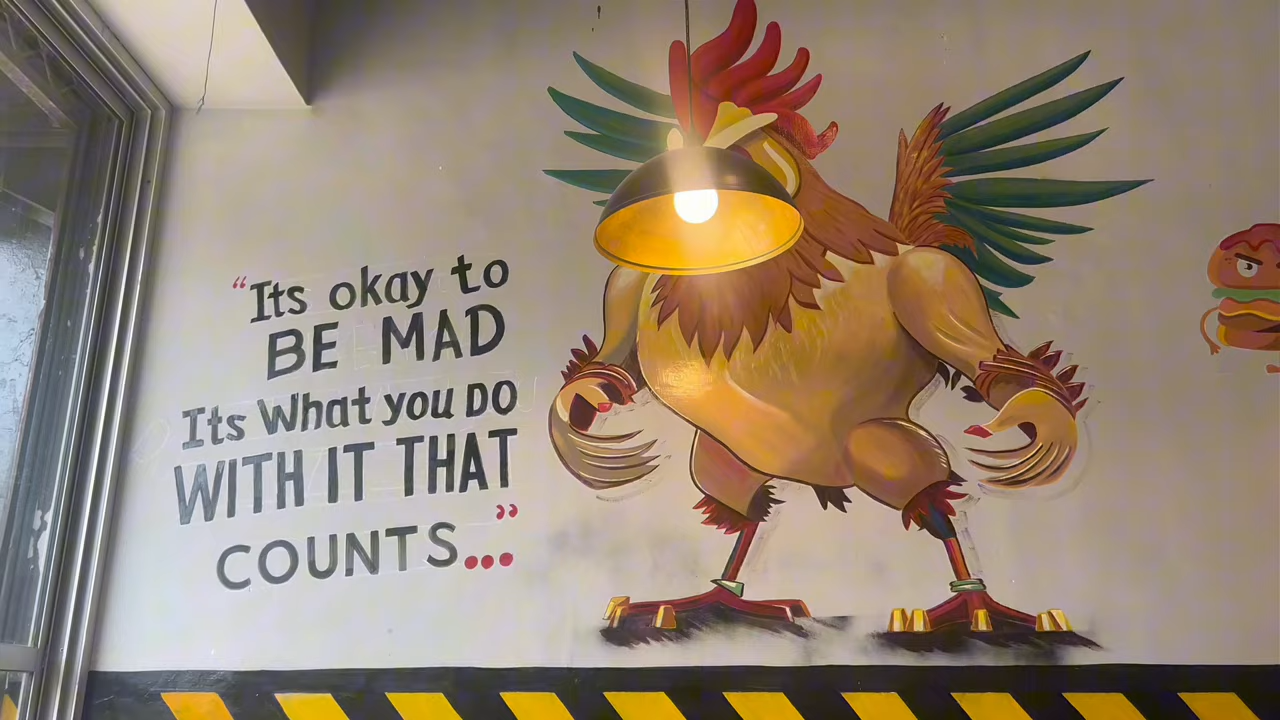 “Its okay to
BE MAD
Its What you DO
WITH IT THAT
COUNTS...”